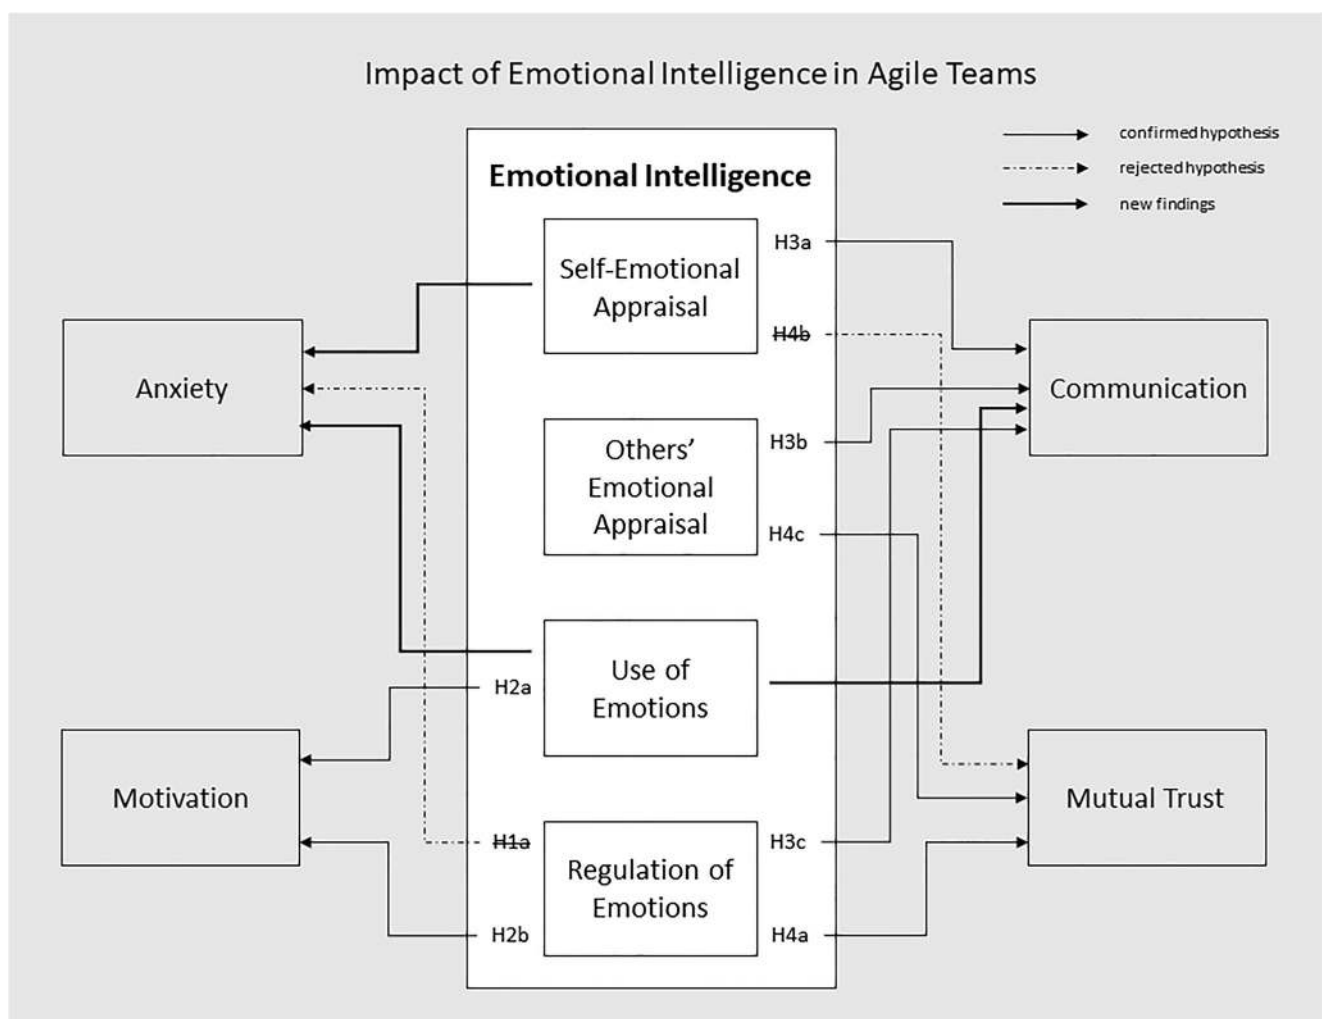 Impact of Emotional Intelligence in Agile Teams
confirmed hypothesis
rejected hypothesis
new findings
Emotional Intelligence
Self-Emotional
Appraisal
H3a
H4b
Anxiety
Communication
Others'
Emotional
Appraisal
H3b
H4c
Use of
Emotions
H2a
Motivation
Mutual Trust
H1a
Regulation of
Emotions
H3c
H2b
H4a